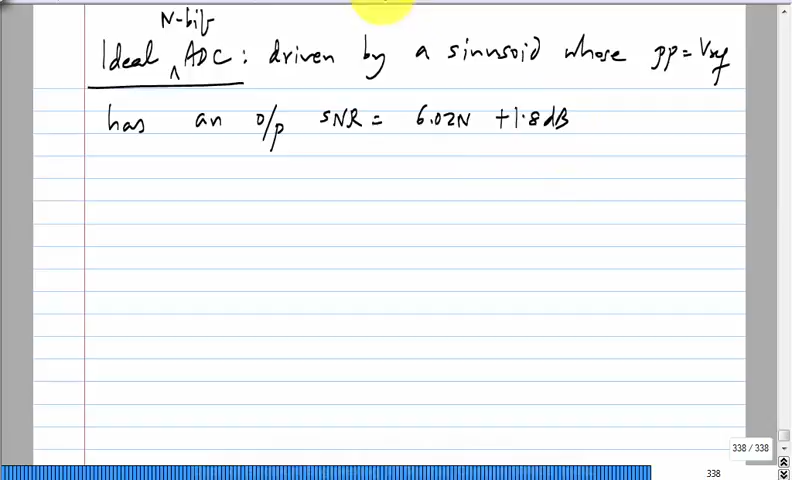 N-bit
Ideal ^ ADC : driven by a sinusoid whose pp = Vref
has an o/p SNR = 6.02N + 1.8dB
338 / 338
338